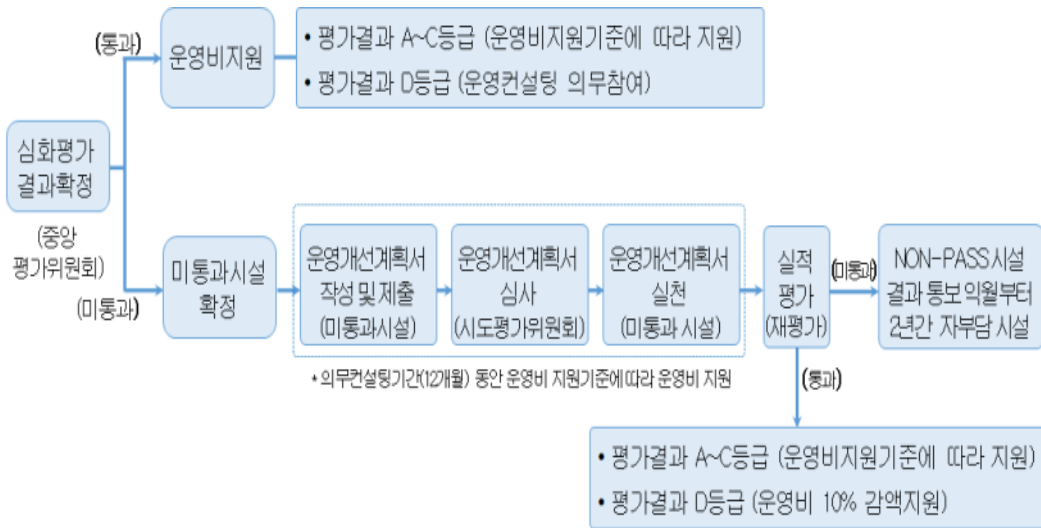 (통과)
운영비지원
• 평가결과 A~C등급 (운영비지원기준에 따라 지원)
• 평가결과 D등급 (운영컨설팅 의무참여)
심화평가
결과확정
(중앙
평가위원회)
(미통과)
미통과시설
확정
운영개선계획서
작성 및 제출
(미통과시설)
운영개선계획서
심사
(시도평가위원회)
운영개선계획서
실천
(미통과 시설)
실적
평가
(재평가)
(미통과)
NON-PASS 시설
결과 통보 익월부터
2년간 자부담 시설
* 의무컨설팅기간(12개월) 동안 운영비 지원기준에 따라 운영비 지원
(통과)
• 평가결과 A~C등급 (운영비지원기준에 따라 지원)
• 평가결과 D등급 (운영비 10% 감액지원)